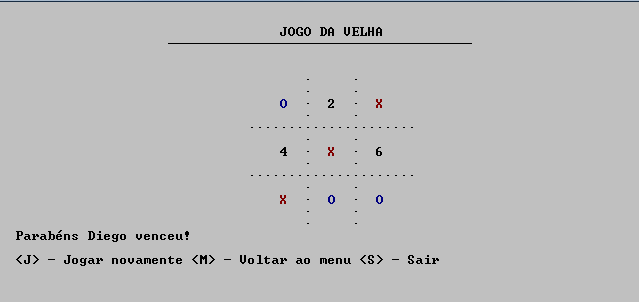 JOGO DA VELHA
O 2 X
4 X 6
X O O
Parabéns Diego venceu!
<J> - Jogar novamente <M> - Voltar ao menu <S> - Sair